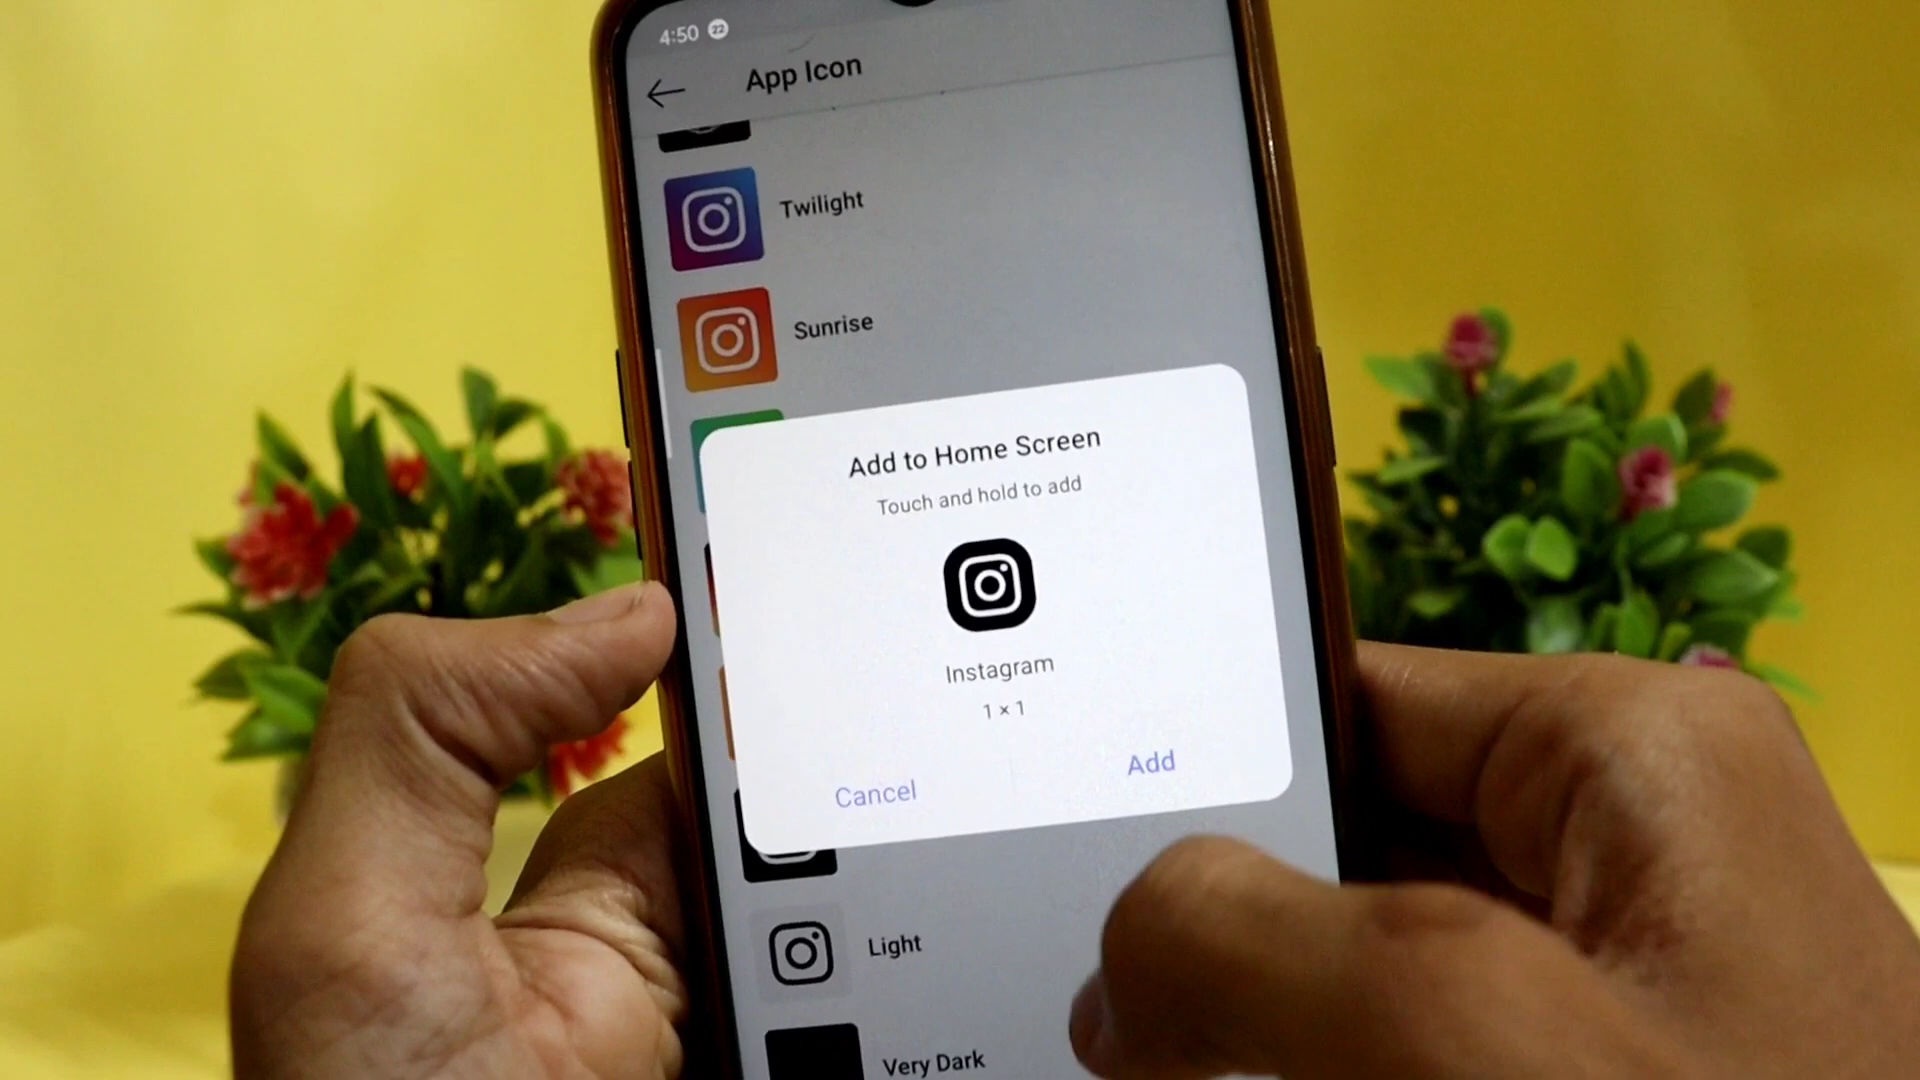 4:50 22
App Icon
Twilight
Sunrise
Add to Home Screen
Touch and hold to add
Instagram
1 × 1
Cancel
Add
Light
Very Dark